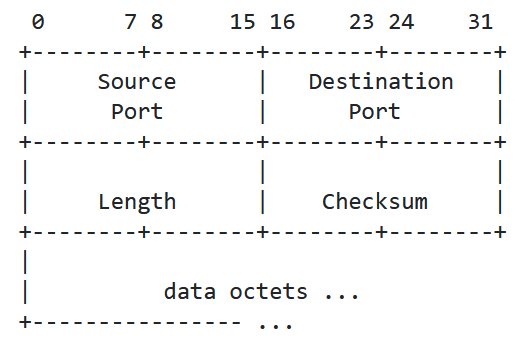 0      7 8     15 16     23 24    31
+--------+--------+--------+--------+
|     Source      |   Destination   |
|      Port       |      Port       |
+--------+--------+--------+--------+
|                 |                 |
|     Length      |    Checksum     |
+--------+--------+--------+--------+
|
|          data octets ...
+---------------- ...